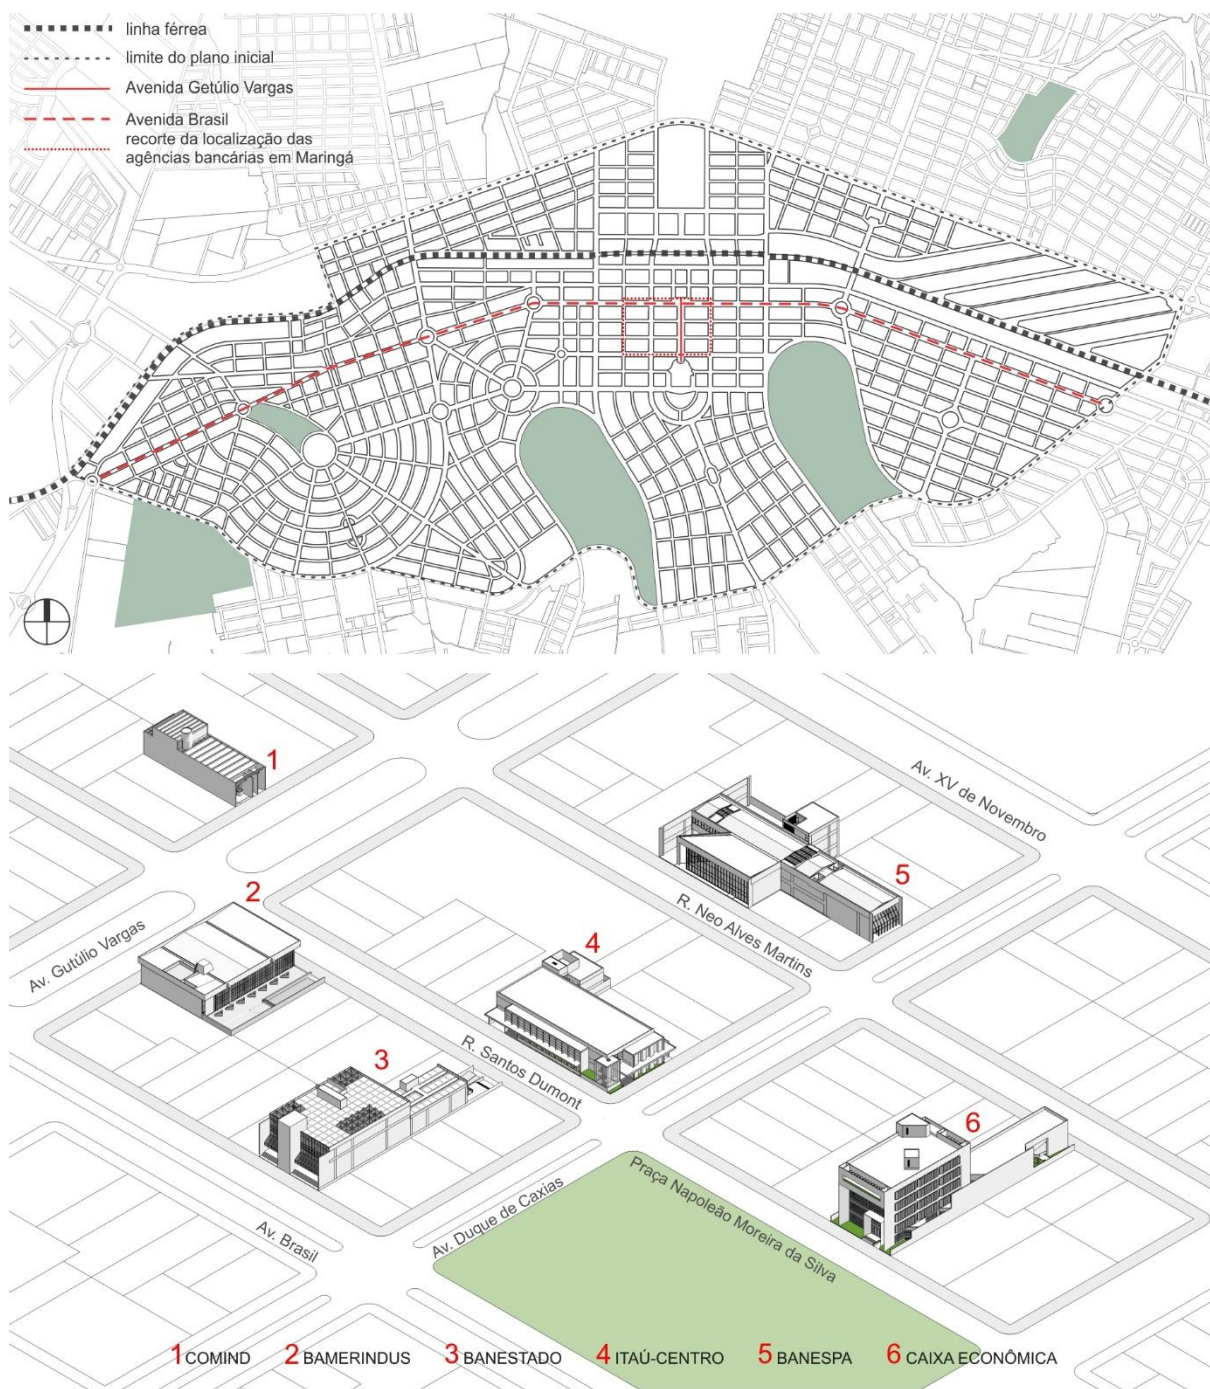 linha férrea
limite do plano inicial
Avenida Getúlio Vargas
Avenida Brasil
recorte da localização das
agências bancárias em Maringá
1
Av. XV de Novembro
5
2
R. Neo Alves Martins
Av. Gutúlio Vargas
4
R. Santos Dumont
3
6
Praça Napoleão Moreira da Silva
Av. Duque de Caxias
Av. Brasil
1 COMIND 2 BAMERINDUS 3 BANESTADO 4 ITAÚ-CENTRO 5 BANESPA 6 CAIXA ECONÔMICA